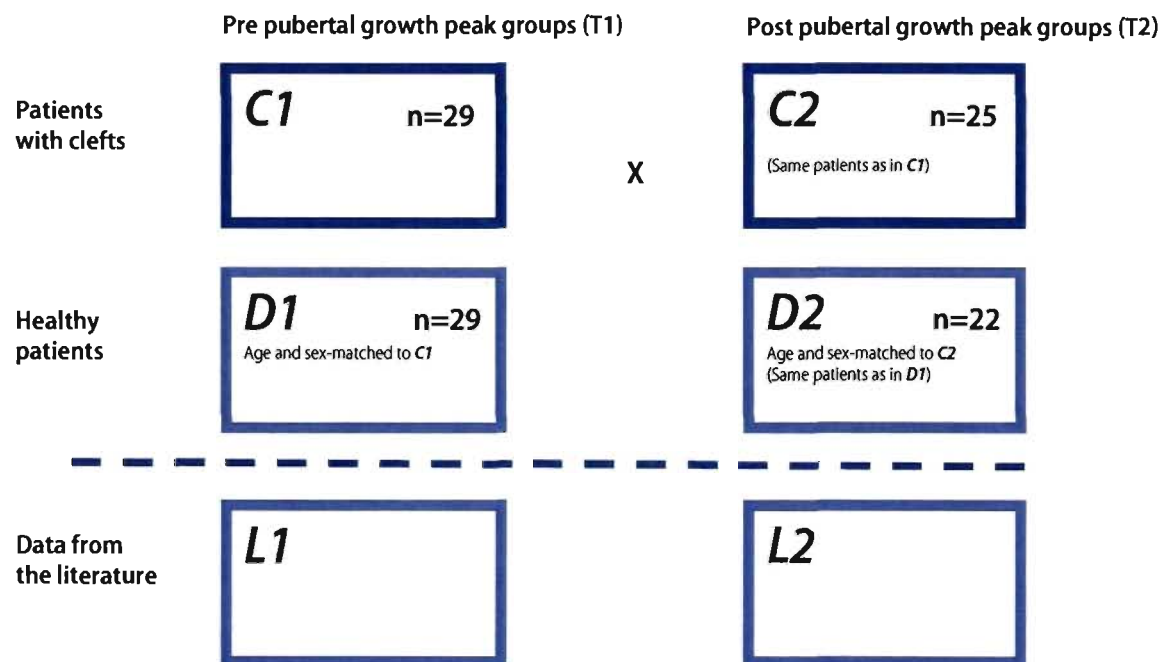 Pre pubertal growth peak groups (T1)
Post pubertal growth peak groups (T2)
Patients
with clefts
C1 n=29
X
C2 n=25
(Same patients as in C1)
Healthy
patients
D1 n=29
Age and sex-matched to C1
D2 n=22
Age and sex-matched to C2
(Same patients as in D1)
Data from
the literature
L1
L2